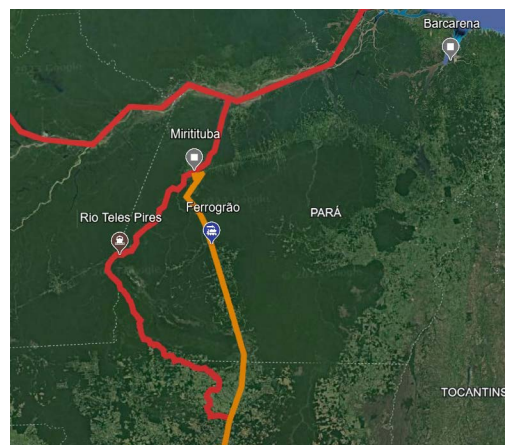 Barcarena
Miritituba
Ferrogrão
Rio Teles Pires
PARÁ
TOCANTINS